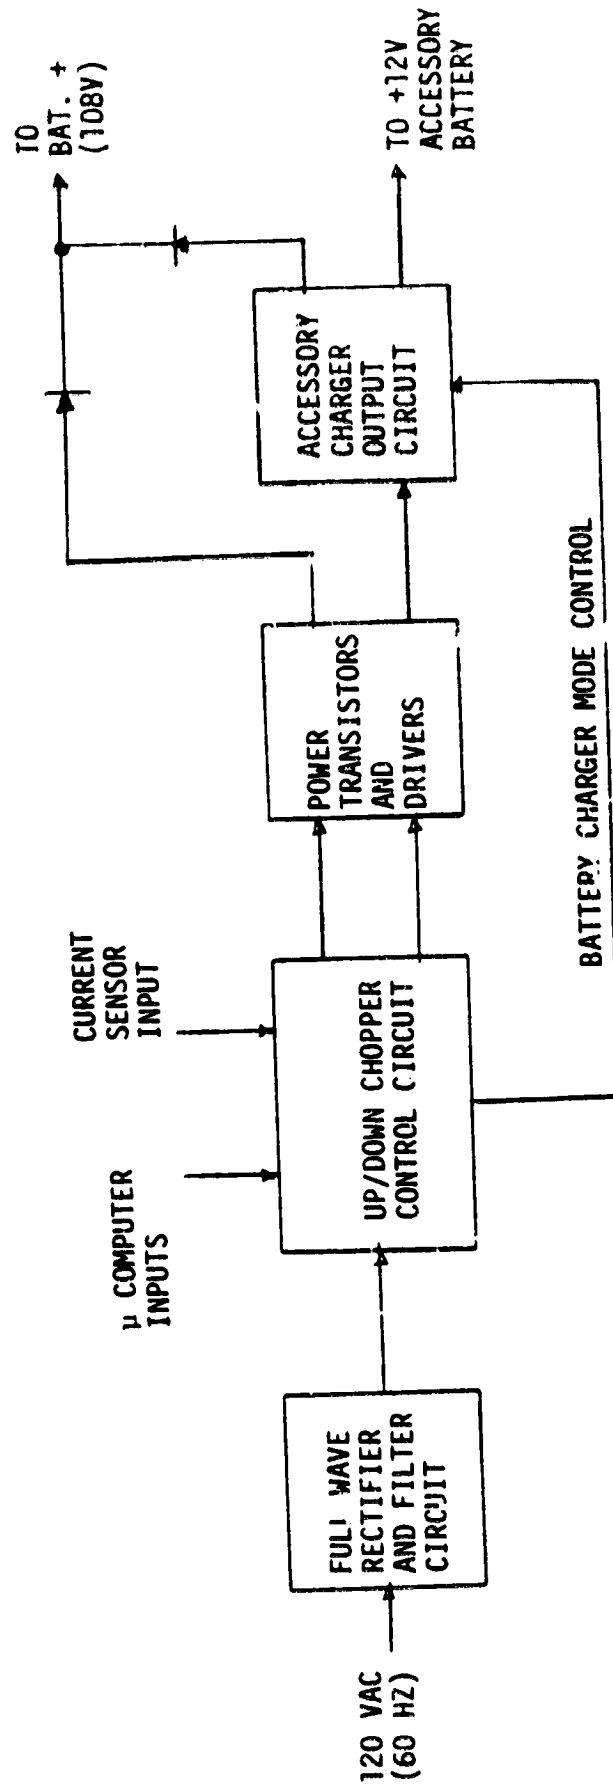 120 VAC
(60 HZ)
FULL WAVE
RECTIFIER
AND FILTER
CIRCUIT
µ COMPUTER
INPUTS
CURRENT
SENSOR
INPUT
UP/DOWN CHOPPER
CONTROL CIRCUIT
POWER
TRANSISTORS
AND
DRIVERS
ACCESSORY
CHARGER
OUTPUT
CIRCUIT
TO
BAT. +
(108V)
TO +12V
ACCESSORY
BATTERY
BATTERY CHARGER MODE CONTROL